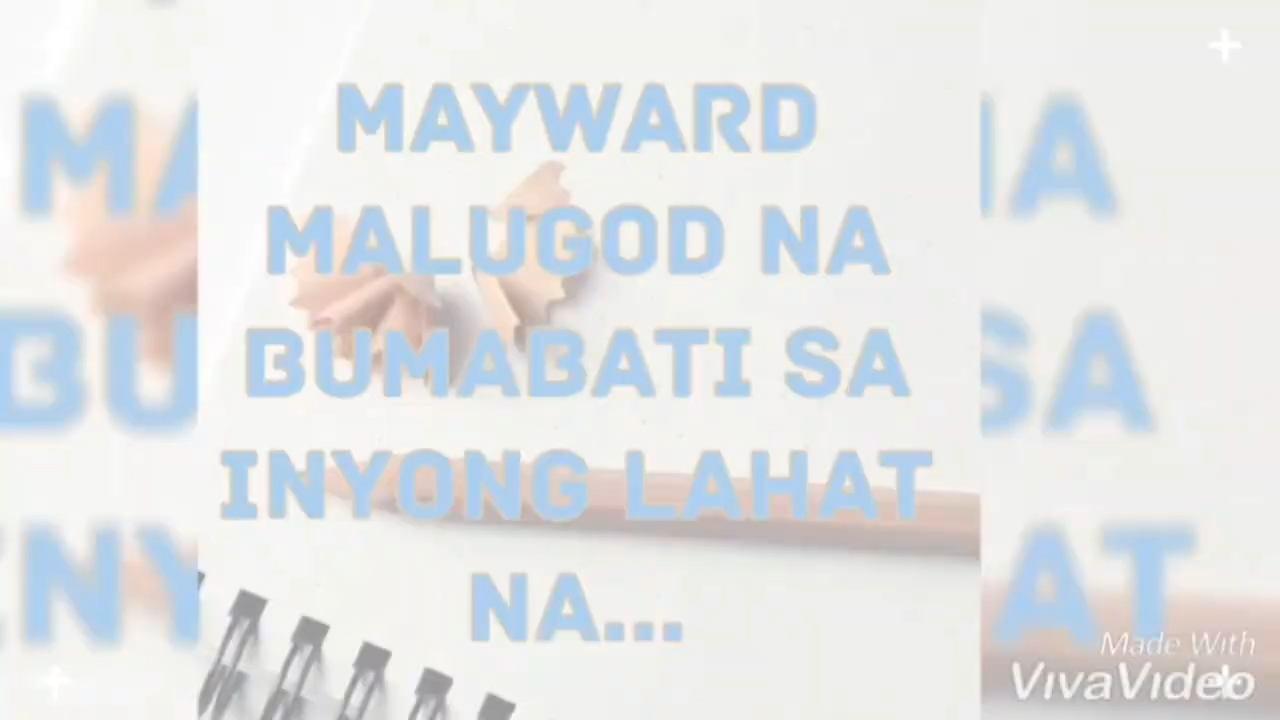 MAYWARD
MALUGOD NA
BUMABATI SA
INYONG LAHAT
NA...
Made With
VivaVideo